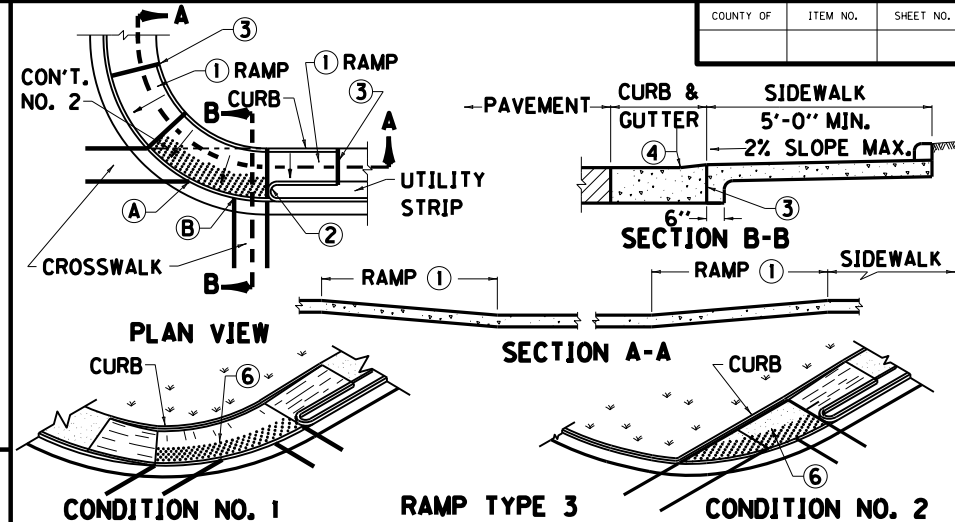 COUNTY OF
ITEM NO.
SHEET NO.
A
3
1 RAMP
1 RAMP
CON'T.
NO. 2
CURB
3
B
A
UTILITY
STRIP
A
B
2
CROSSWALK
B
PLAN VIEW
PAVEMENT
CURB &
GUTTER
SIDEWALK
5'-0" MIN.
2% SLOPE MAX.
4
3
6"
SECTION B-B
RAMP 1
RAMP 1
SIDEWALK
SECTION A-A
CURB
6
CONDITION NO. 1
RAMP TYPE 3
CURB
6
CONDITION NO. 2